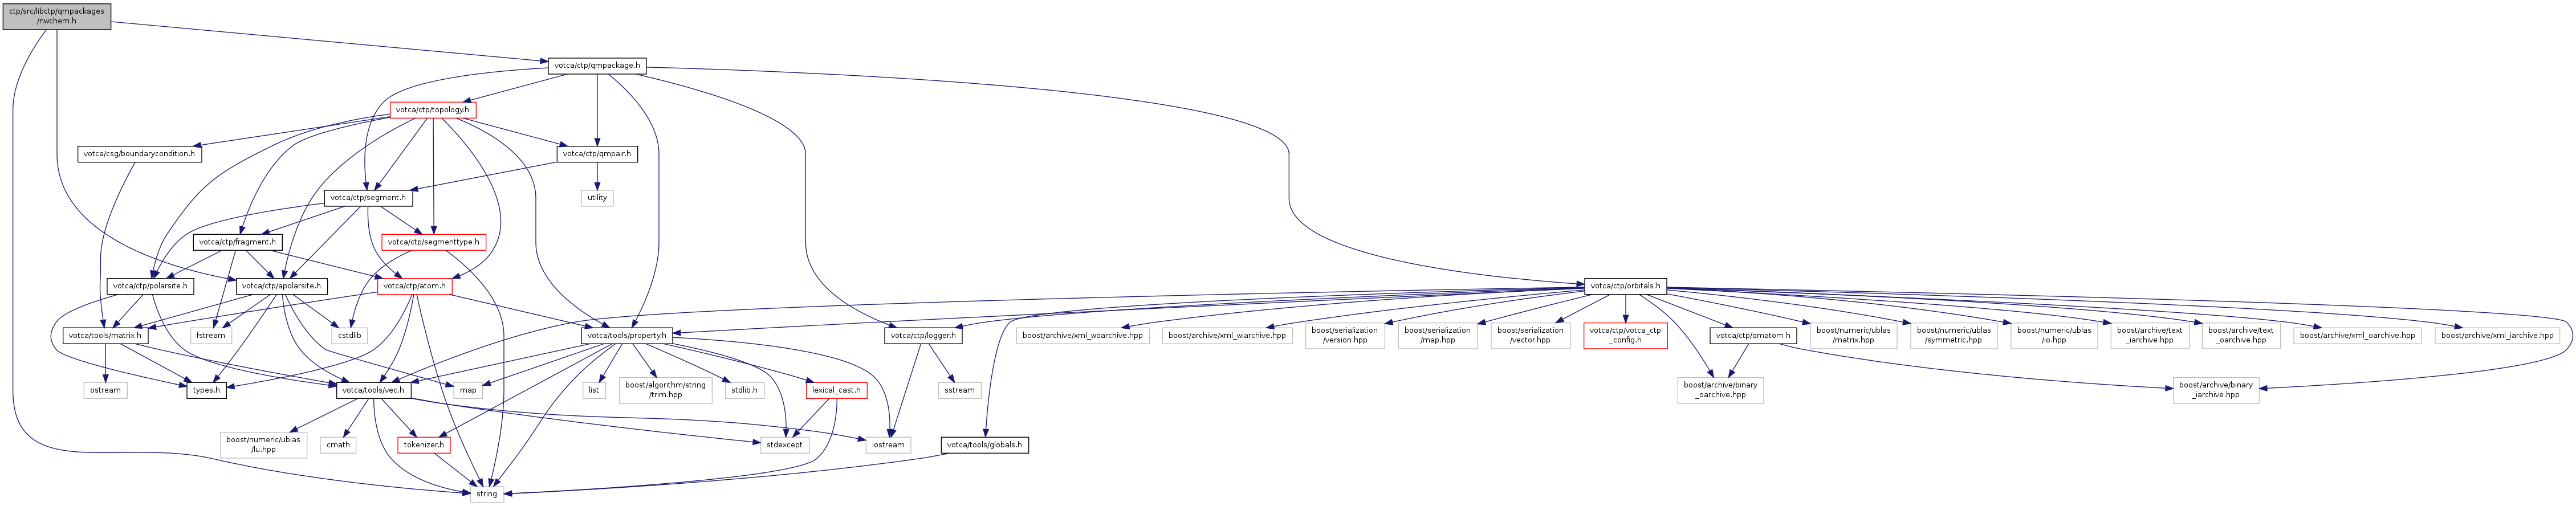 ctp/src/libctp/qmpackages
/nwchem.h
votca/ctp/qmpackage.h
votca/ctp/topology.h
votca/csg/boundarycondition.h
votca/ctp/qmpair.h
votca/ctp/segment.h
utility
votca/ctp/fragment.h
votca/ctp/segmenttype.h
votca/ctp/polarsite.h
votca/ctp/apolarsite.h
votca/ctp/atom.h
votca/ctp/orbitals.h
votca/tools/matrix.h
fstream
cstdlib
votca/tools/property.h
votca/ctp/logger.h
boost/archive/xml_woarchive.hpp
boost/archive/xml_wiarchive.hpp
boost/serialization
/version.hpp
boost/serialization
/map.hpp
boost/serialization
/vector.hpp
votca/ctp/votca_ctp
_config.h
votca/ctp/qmatom.h
boost/numeric/ublas
/matrix.hpp
boost/numeric/ublas
/symmetric.hpp
boost/numeric/ublas
/io.hpp
boost/archive/text
_iarchive.hpp
boost/archive/text
_oarchive.hpp
boost/archive/xml_oarchive.hpp
boost/archive/xml_iarchive.hpp
ostream
types.h
votca/tools/vec.h
map
list
boost/algorithm/string
/trim.hpp
stdlib.h
lexical_cast.h
sstream
boost/archive/binary
_oarchive.hpp
boost/archive/binary
_iarchive.hpp
boost/numeric/ublas
/lu.hpp
cmath
tokenizer.h
stdexcept
iostream
votca/tools/globals.h
string